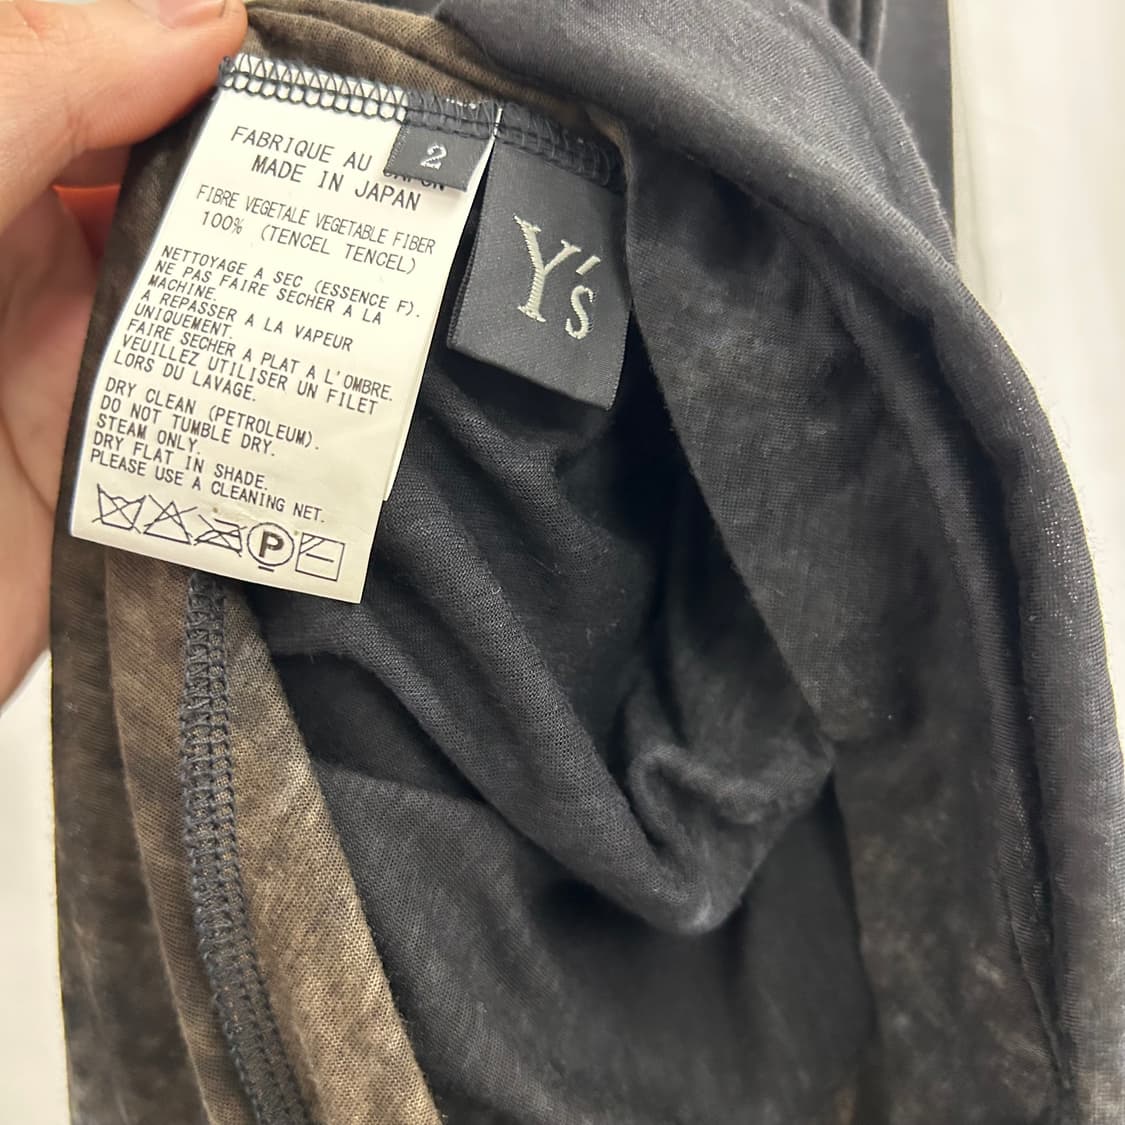 FABRIQUE AU JAPON
MADE IN JAPAN
FIBRE VEGETALE VEGETABLE FIBER
100% (TENCEL TENCEL)
NETTOYAGE A SEC (ESSENCE F).
NE PAS FAIRE SECHER A LA
MACHINE.
A REPASSER A LA VAPEUR
UNIQUEMENT.
FAIRE SECHER A PLAT A L'OMBRE.
VEUILLEZ UTILISER UN FILET
LORS DU LAVAGE.
DRY CLEAN (PETROLEUM).
DO NOT TUMBLE DRY.
STEAM ONLY.
DRY FLAT IN SHADE.
PLEASE USE A CLEANING NET.
P
2
Y's